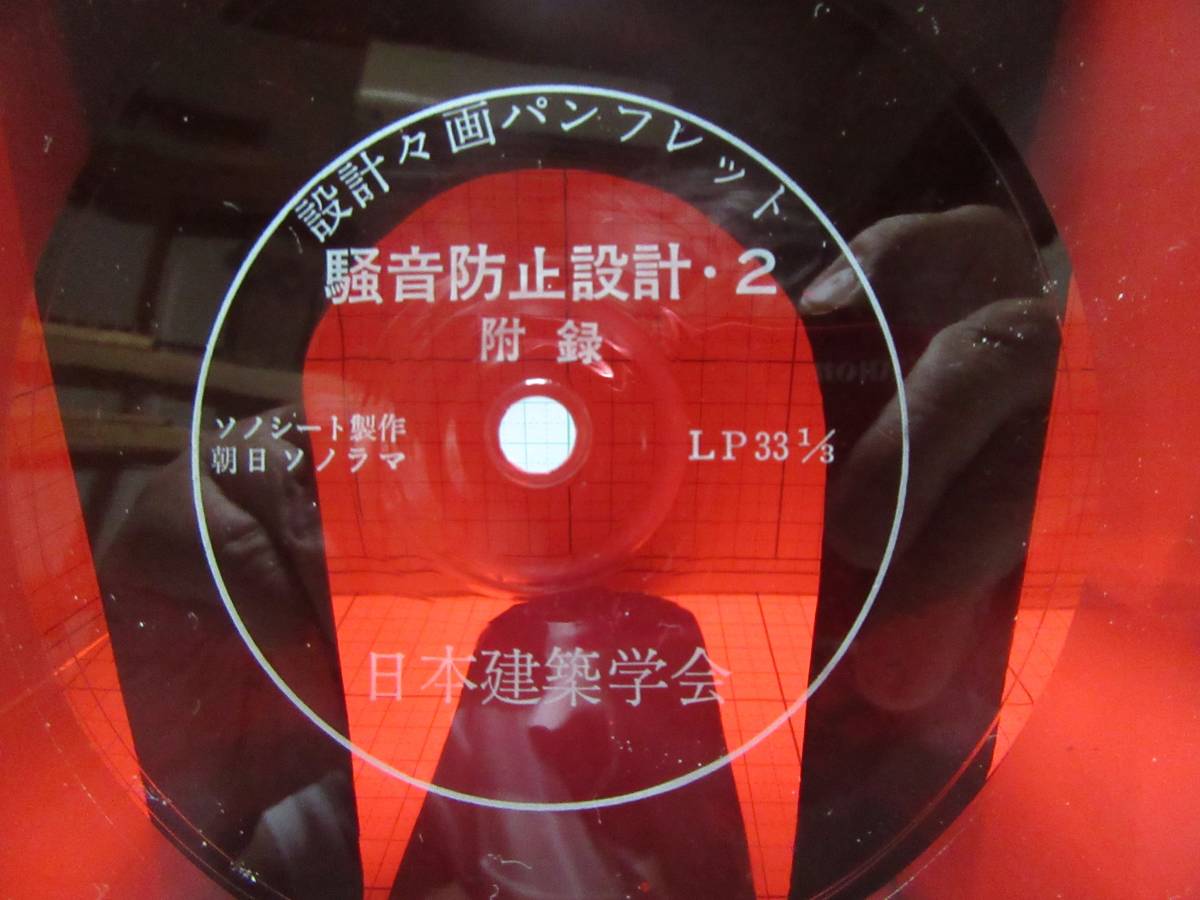 設計々画パンフレット
騒音防止設計・2
附録
ソノシート製作
朝日ソノラマ
LP33⅓
日本建築学会